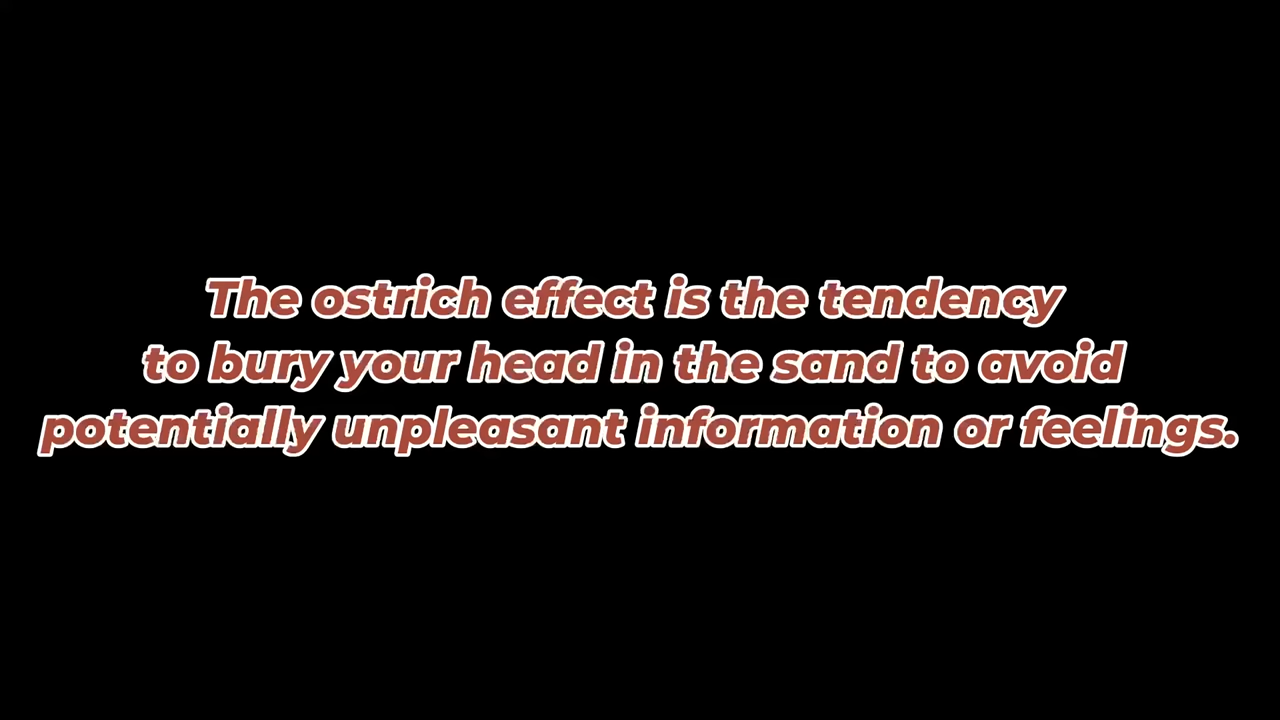 The ostrich effect is the tendency
to bury your head in the sand to avoid
potentially unpleasant information or feelings.